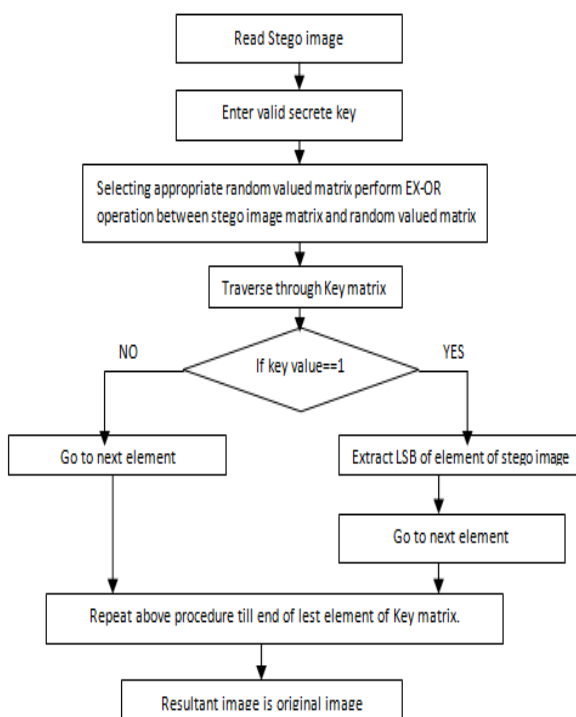 Read Stego image
Enter valid secrete key
Selecting appropriate random valued matrix perform EX-OR
operation between stego image matrix and random valued matrix
Traverse through Key matrix
NO
YES
If key value==1
Go to next element
Extract LSB of element of stego image
Go to next element
Repeat above procedure till end of lest element of Key matrix.
Resultant image is original image